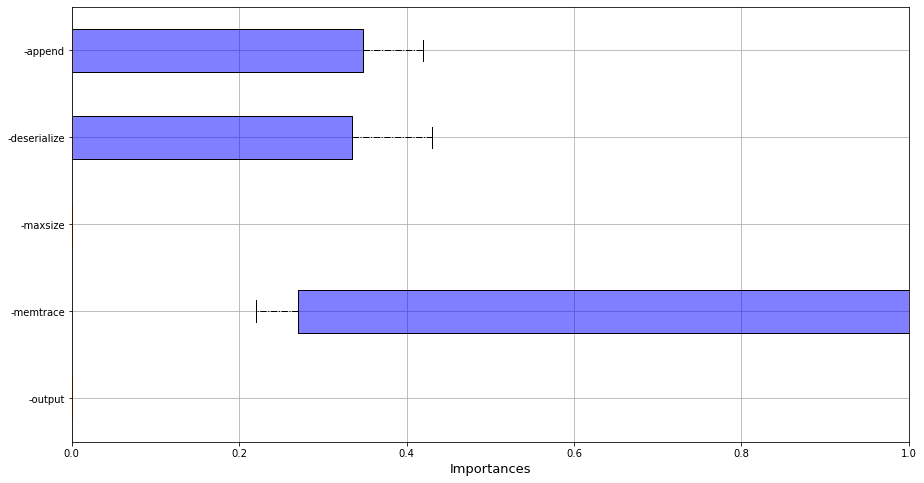 -append
-deserialize
-maxsize
-memtrace
-output
0.0 0.2 0.4 0.6 0.8 1.0
Importances